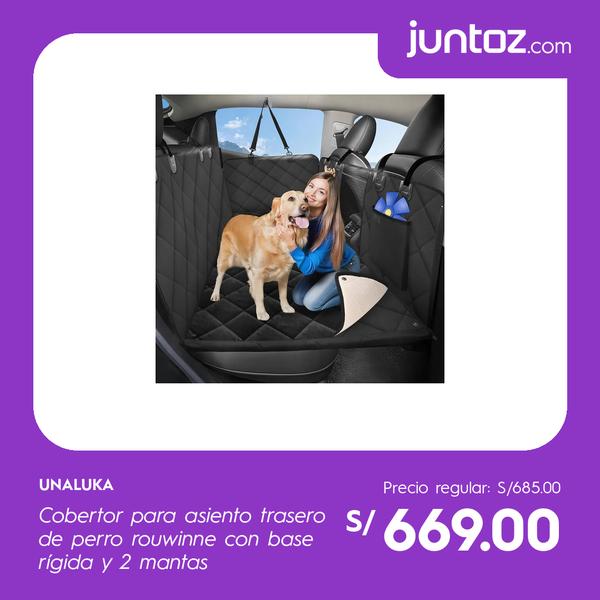 juntoz.com
UNALUKA
Cobertor para asiento trasero
de perro rouwinne con base
rígida y 2 mantas
Precio regular: S/685.00
S/ 669.00